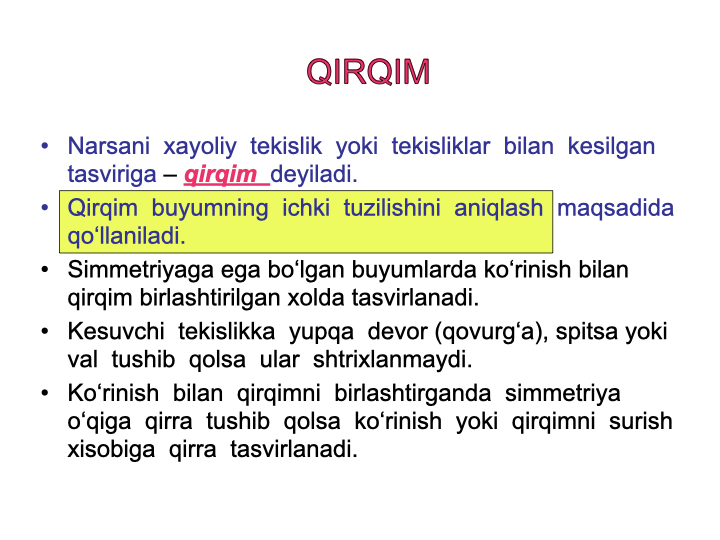 QIRQIM
• Narsani xayoliy tekislik yoki tekisliklar bilan kesilgan
tasviriga – qirqim deyiladi.
• Qirqim buyumning ichki tuzilishini aniqlash maqsadida
qo‘llaniladi.
• Simmetriyaga ega bo‘lgan buyumlarda ko‘rinish bilan
qirqim birlashtirilgan xolda tasvirlanadi.
• Kesuvchi tekislikka yupqa devor (qovurg‘a), spitsa yoki
val tushib qolsa ular shtrixlanmaydi.
• Ko‘rinish bilan qirqimni birlashtirganda simmetriya
o‘qiga qirra tushib qolsa ko‘rinish yoki qirqimni surish
xisobiga qirra tasvirlanadi.